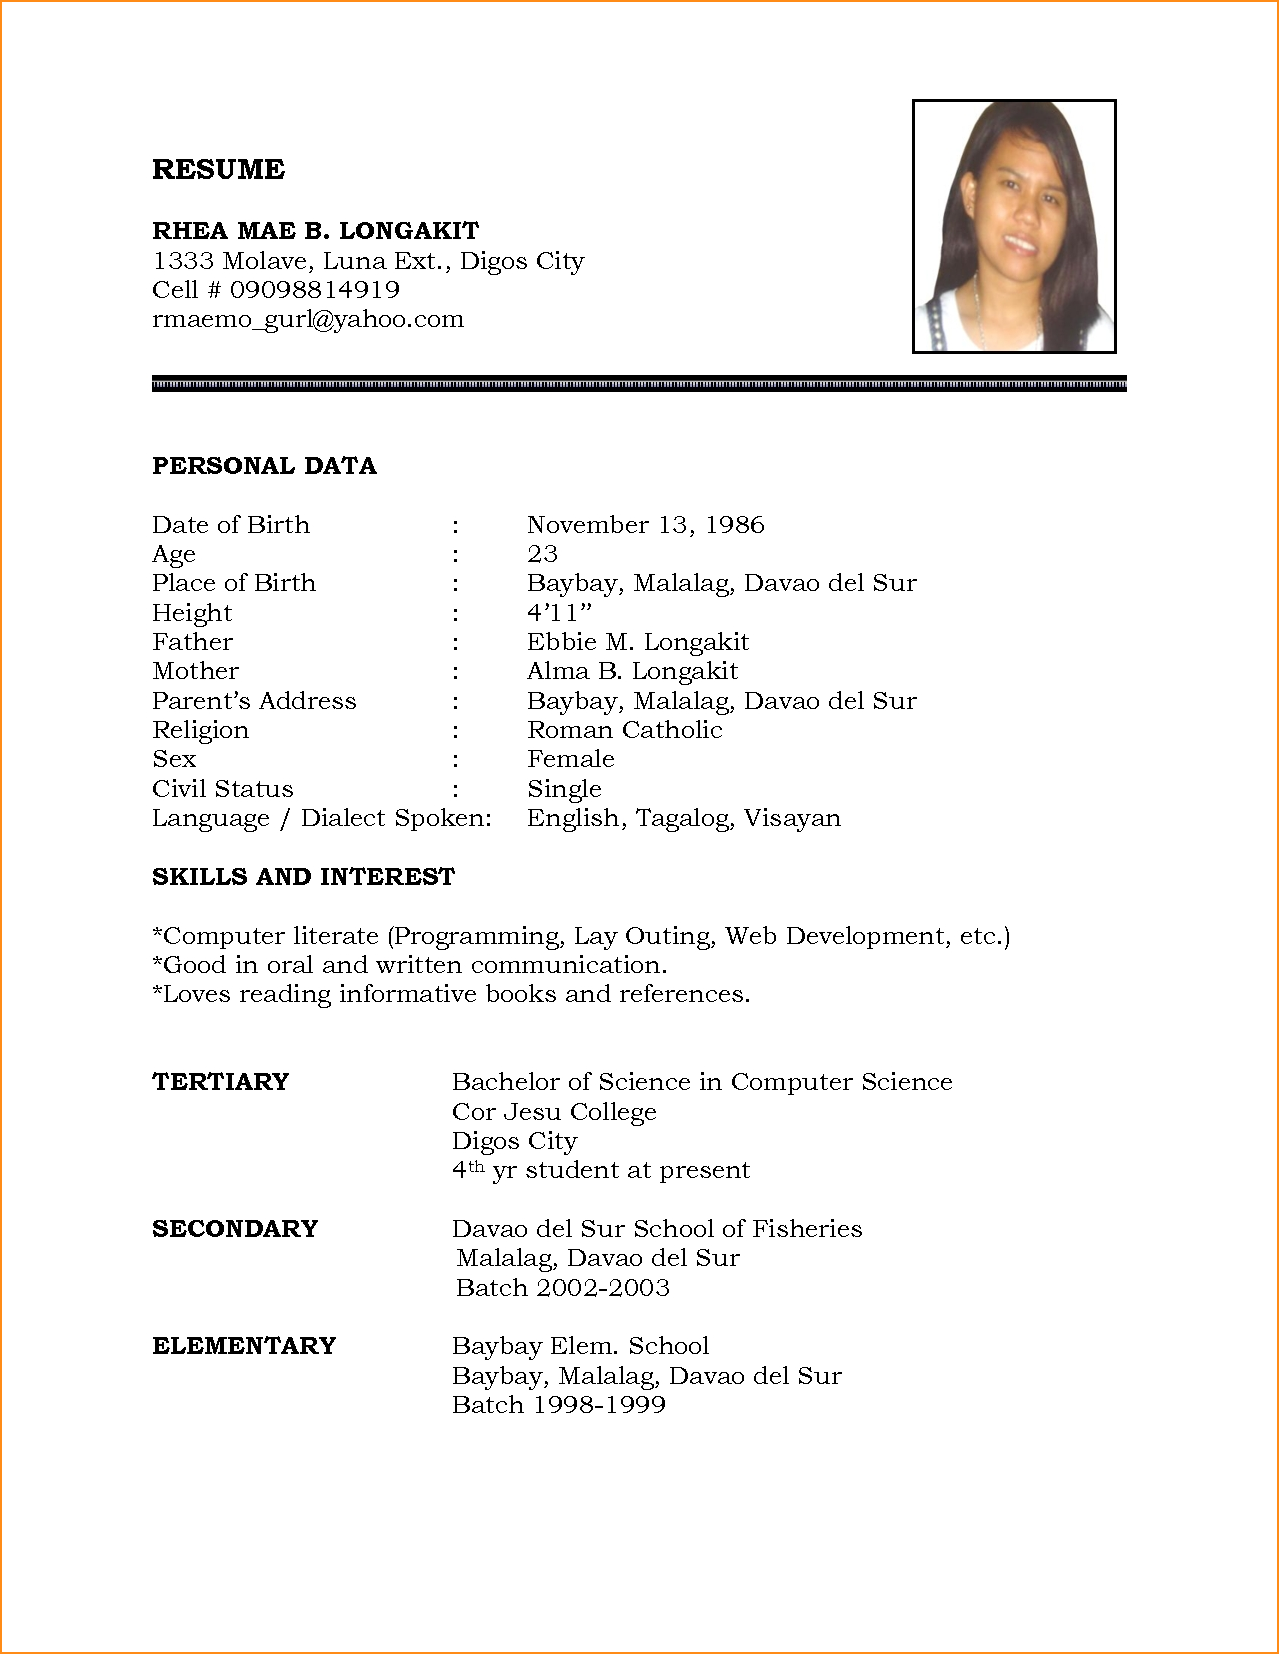 RESUME
RHEA MAE B. LONGAKIT
1333 Molave, Luna Ext., Digos City
Cell # 09098814919
rmaemo_gurl@yahoo.com
PERSONAL DATA
Date of Birth : November 13, 1986
Age : 23
Place of Birth : Baybay, Malalag, Davao del Sur
Height : 4’11”
Father : Ebbie M. Longakit
Mother : Alma B. Longakit
Parent’s Address : Baybay, Malalag, Davao del Sur
Religion : Roman Catholic
Sex : Female
Civil Status : Single
Language / Dialect Spoken: English, Tagalog, Visayan
SKILLS AND INTEREST
*Computer literate (Programming, Lay Outing, Web Development, etc.)
*Good in oral and written communication.
*Loves reading informative books and references.
TERTIARY Bachelor of Science in Computer Science
Cor Jesu College
Digos City
4th yr student at present
SECONDARY Davao del Sur School of Fisheries
Malalag, Davao del Sur
Batch 2002-2003
ELEMENTARY Baybay Elem. School
Baybay, Malalag, Davao del Sur
Batch 1998-1999